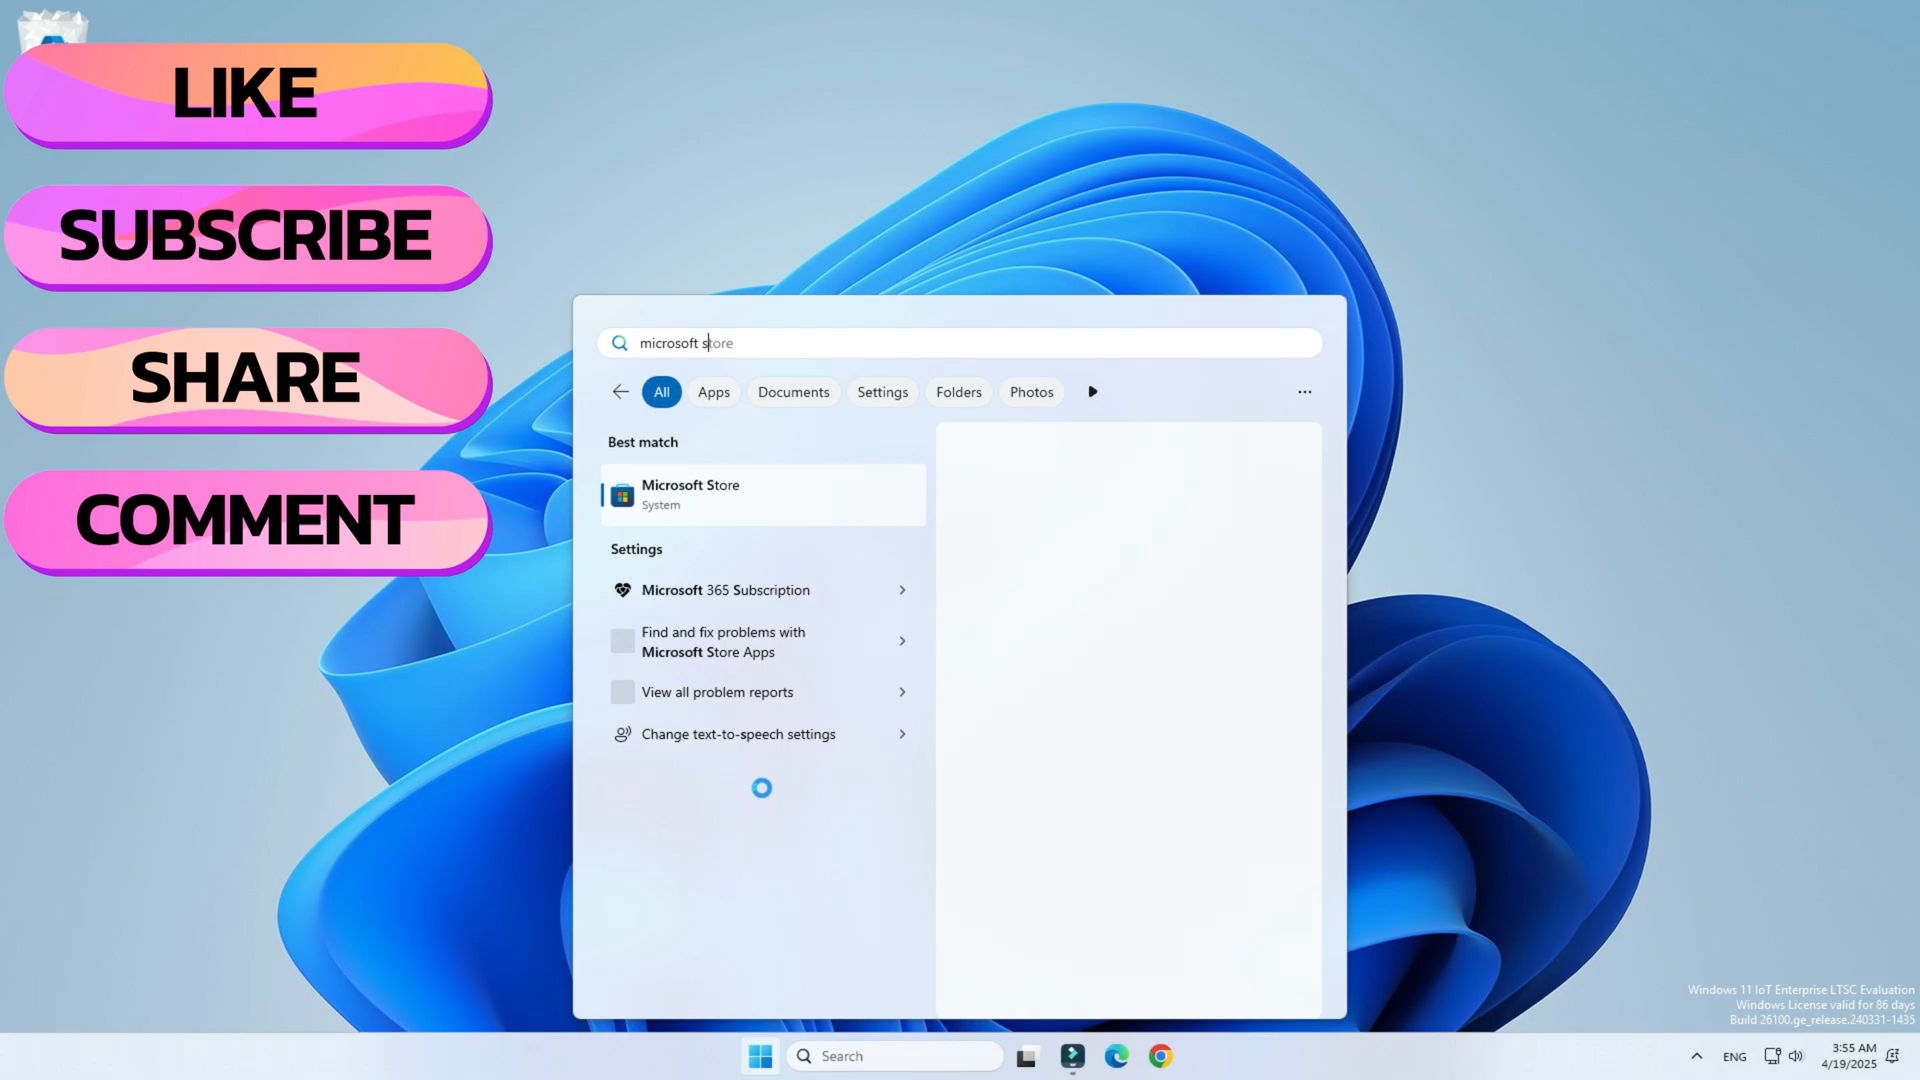 LIKE
SUBSCRIBE
SHARE
COMMENT
microsoft store
All
Apps
Documents
Settings
Folders
Photos
Best match
Microsoft Store
System
Settings
Microsoft 365 Subscription
Find and fix problems with
Microsoft Store Apps
View all problem reports
Change text-to-speech settings
Windows 11 IoT Enterprise LTSC Evaluation
Windows License valid for 86 days
Build 26100.ge_release.240331-1435
Search
ENG
3:55 AM
4/19/2025